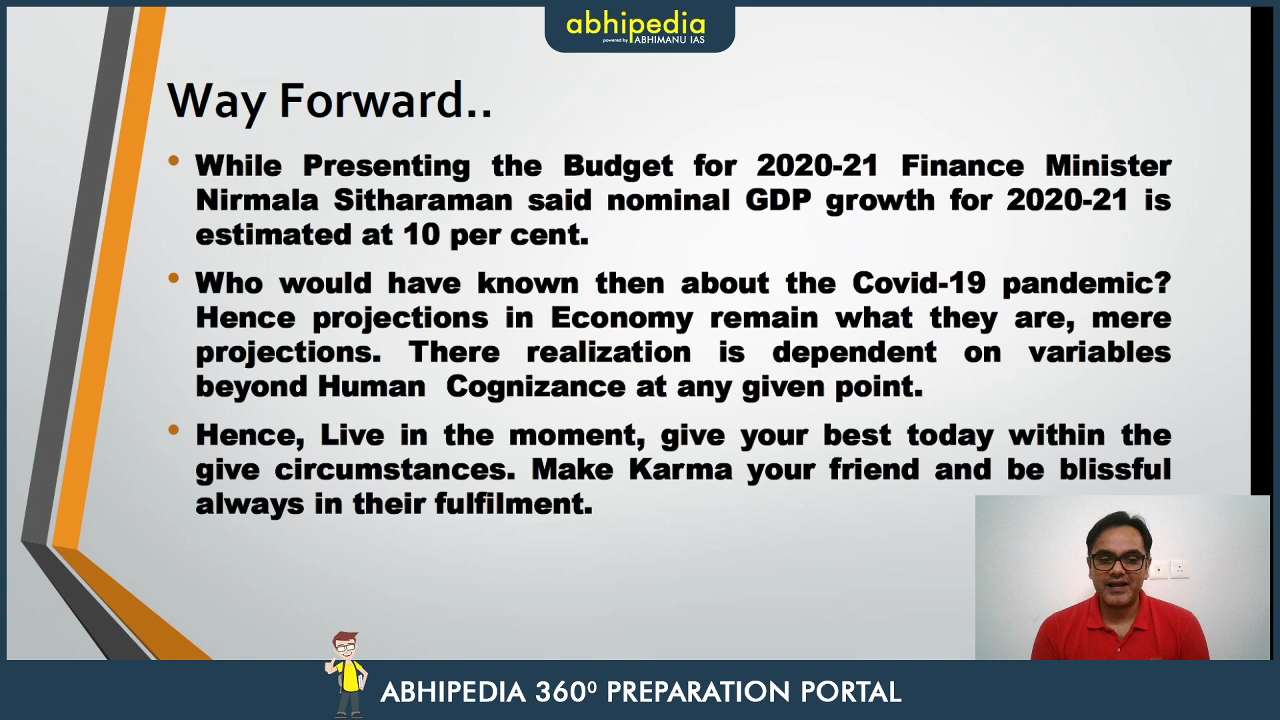 abhipedia
powered by ABHIMANU IAS
Way Forward..
• While Presenting the Budget for 2020-21 Finance Minister
Nirmala Sitharaman said nominal GDP growth for 2020-21 is
estimated at 10 per cent.
• Who would have known then about the Covid-19 pandemic?
Hence projections in Economy remain what they are, mere
projections. There realization is dependent on variables
beyond Human Cognizance at any given point.
• Hence, Live in the moment, give your best today within the
give circumstances. Make Karma your friend and be blissful
always in their fulfilment.
ABHIPEDIA 360⁰ PREPARATION PORTAL